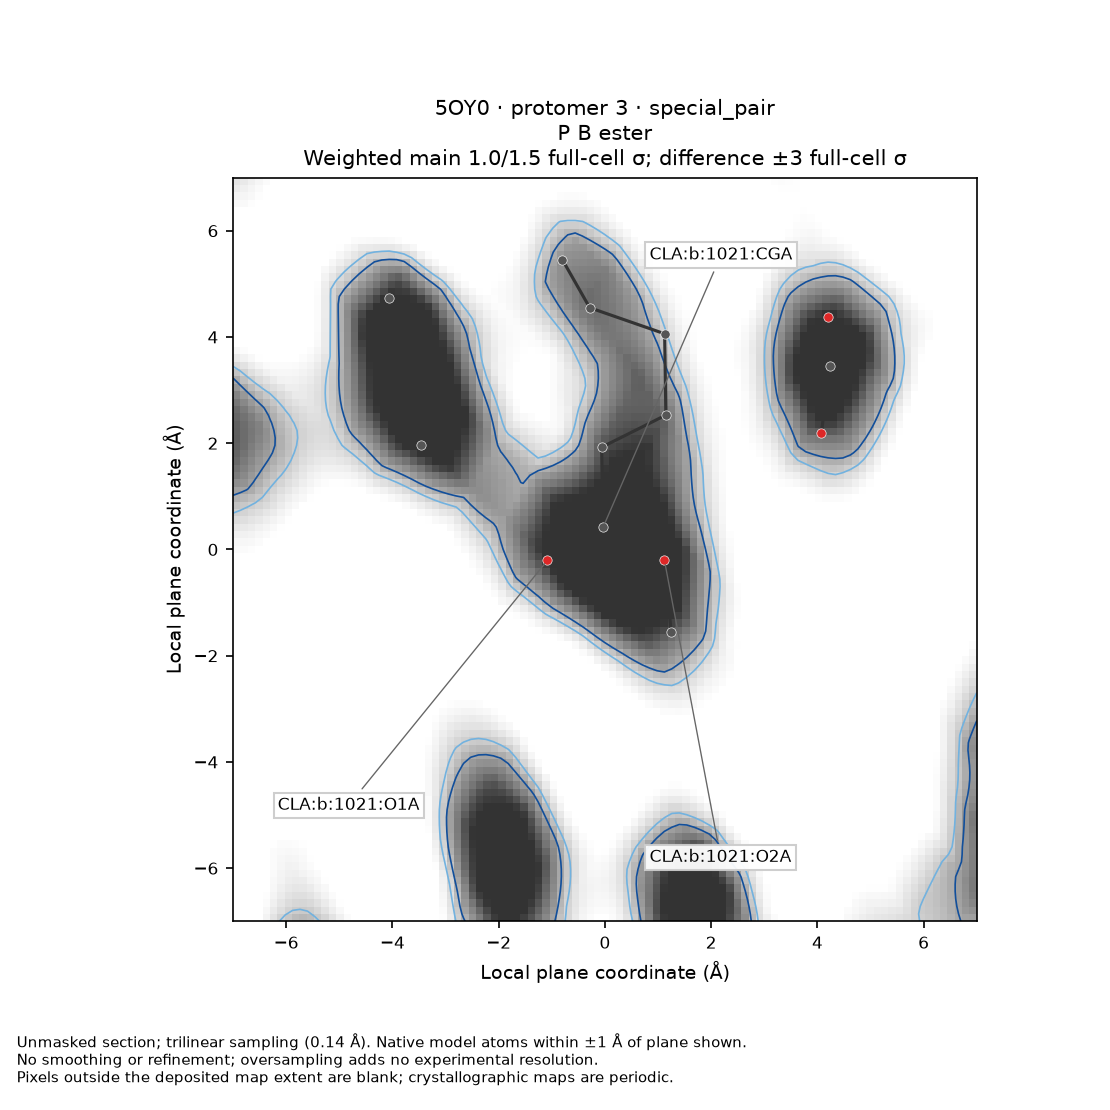 5OY0 · protomer 3 · special_pair
P B ester
Weighted main 1.0/1.5 full-cell σ; difference ±3 full-cell σ
CLA:b:1021:CGA
CLA:b:1021:O1A
CLA:b:1021:O2A
Local plane coordinate (Å)
6
4
2
0
−2
−4
−6
−6
−4
−2
0
2
4
6
Local plane coordinate (Å)
Unmasked section; trilinear sampling (0.14 Å). Native model atoms within ±1 Å of plane shown.
No smoothing or refinement; oversampling adds no experimental resolution.
Pixels outside the deposited map extent are blank; crystallographic maps are periodic.